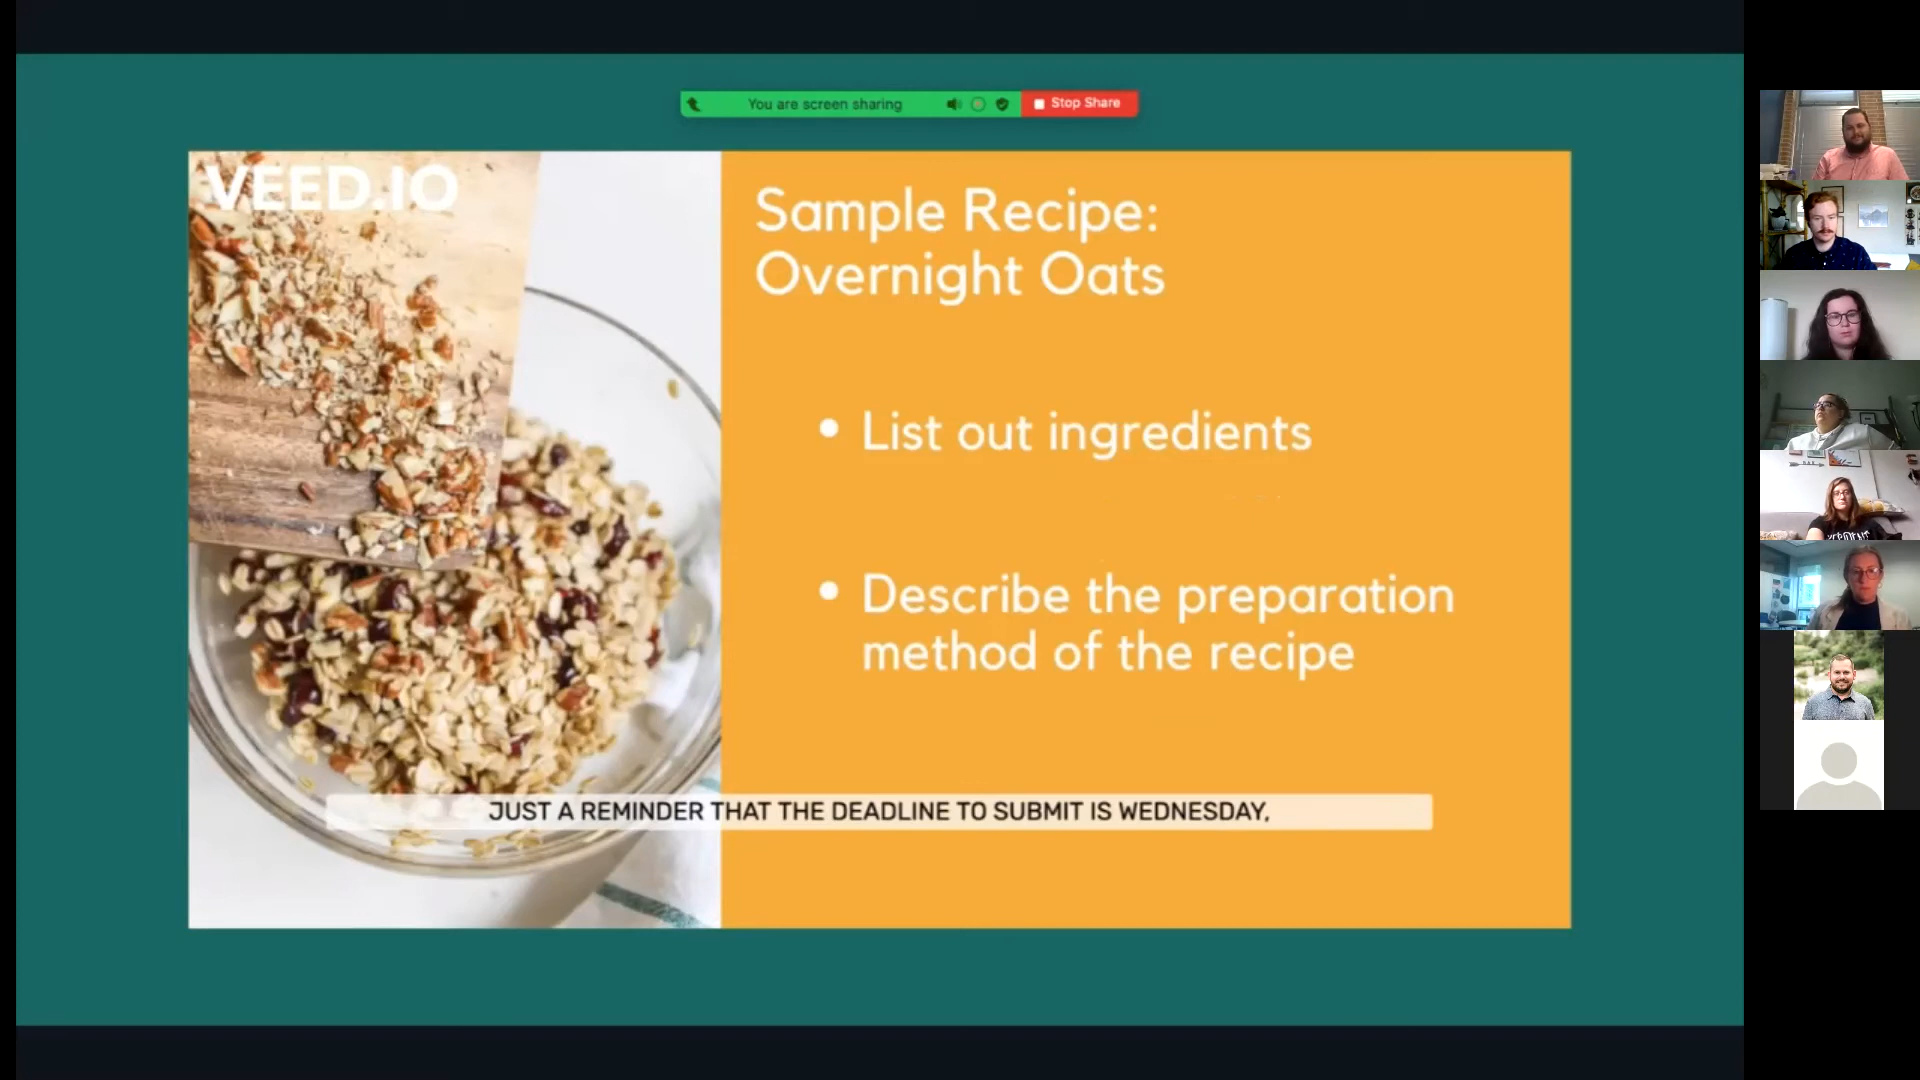 You are screen sharing
Stop Share
VEED.IO
Sample Recipe:
Overnight Oats
• List out ingredients
• Describe the preparation
method of the recipe
JUST A REMINDER THAT THE DEADLINE TO SUBMIT IS WEDNESDAY,